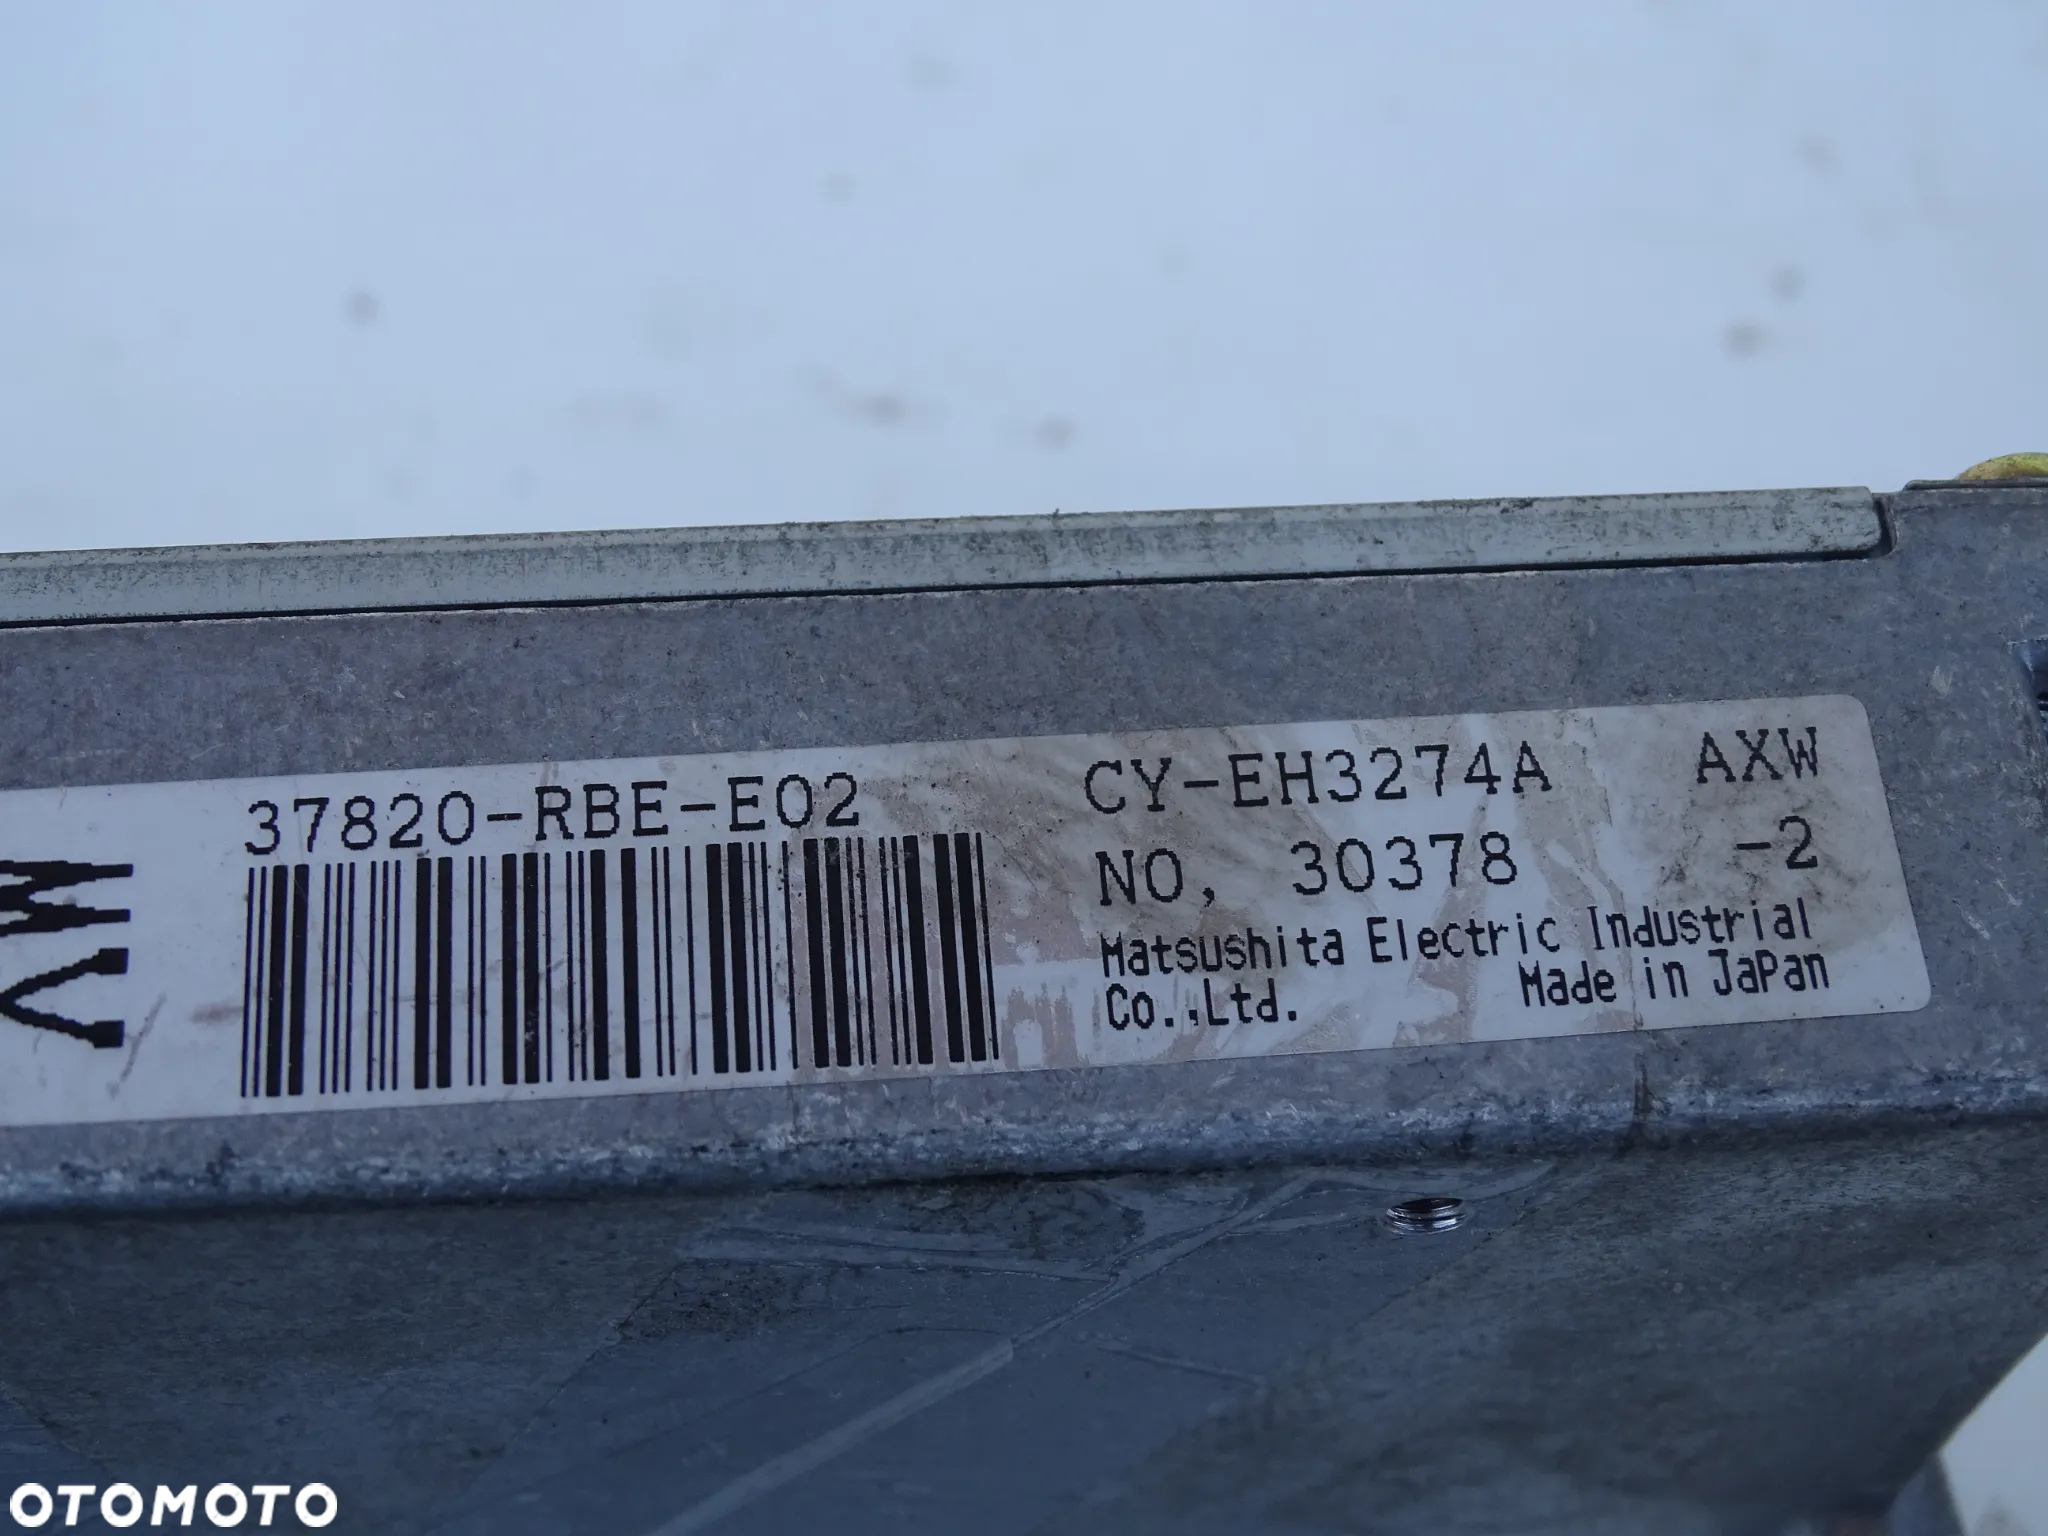 37820-RBE-E02
CY-EH3274A AXW
NO, 30378 -2
Matsushita Electric Industrial
Co.,Ltd. Made in JaPan
OTOMOTO